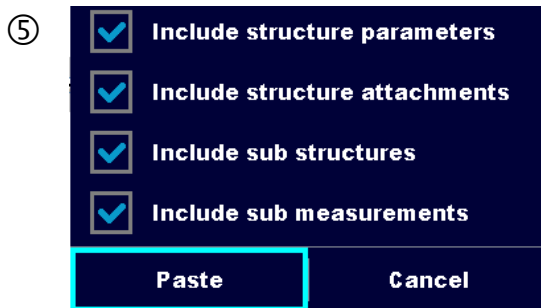 ⑤
Include structure parameters
Include structure attachments
Include sub structures
Include sub measurements
Paste Cancel